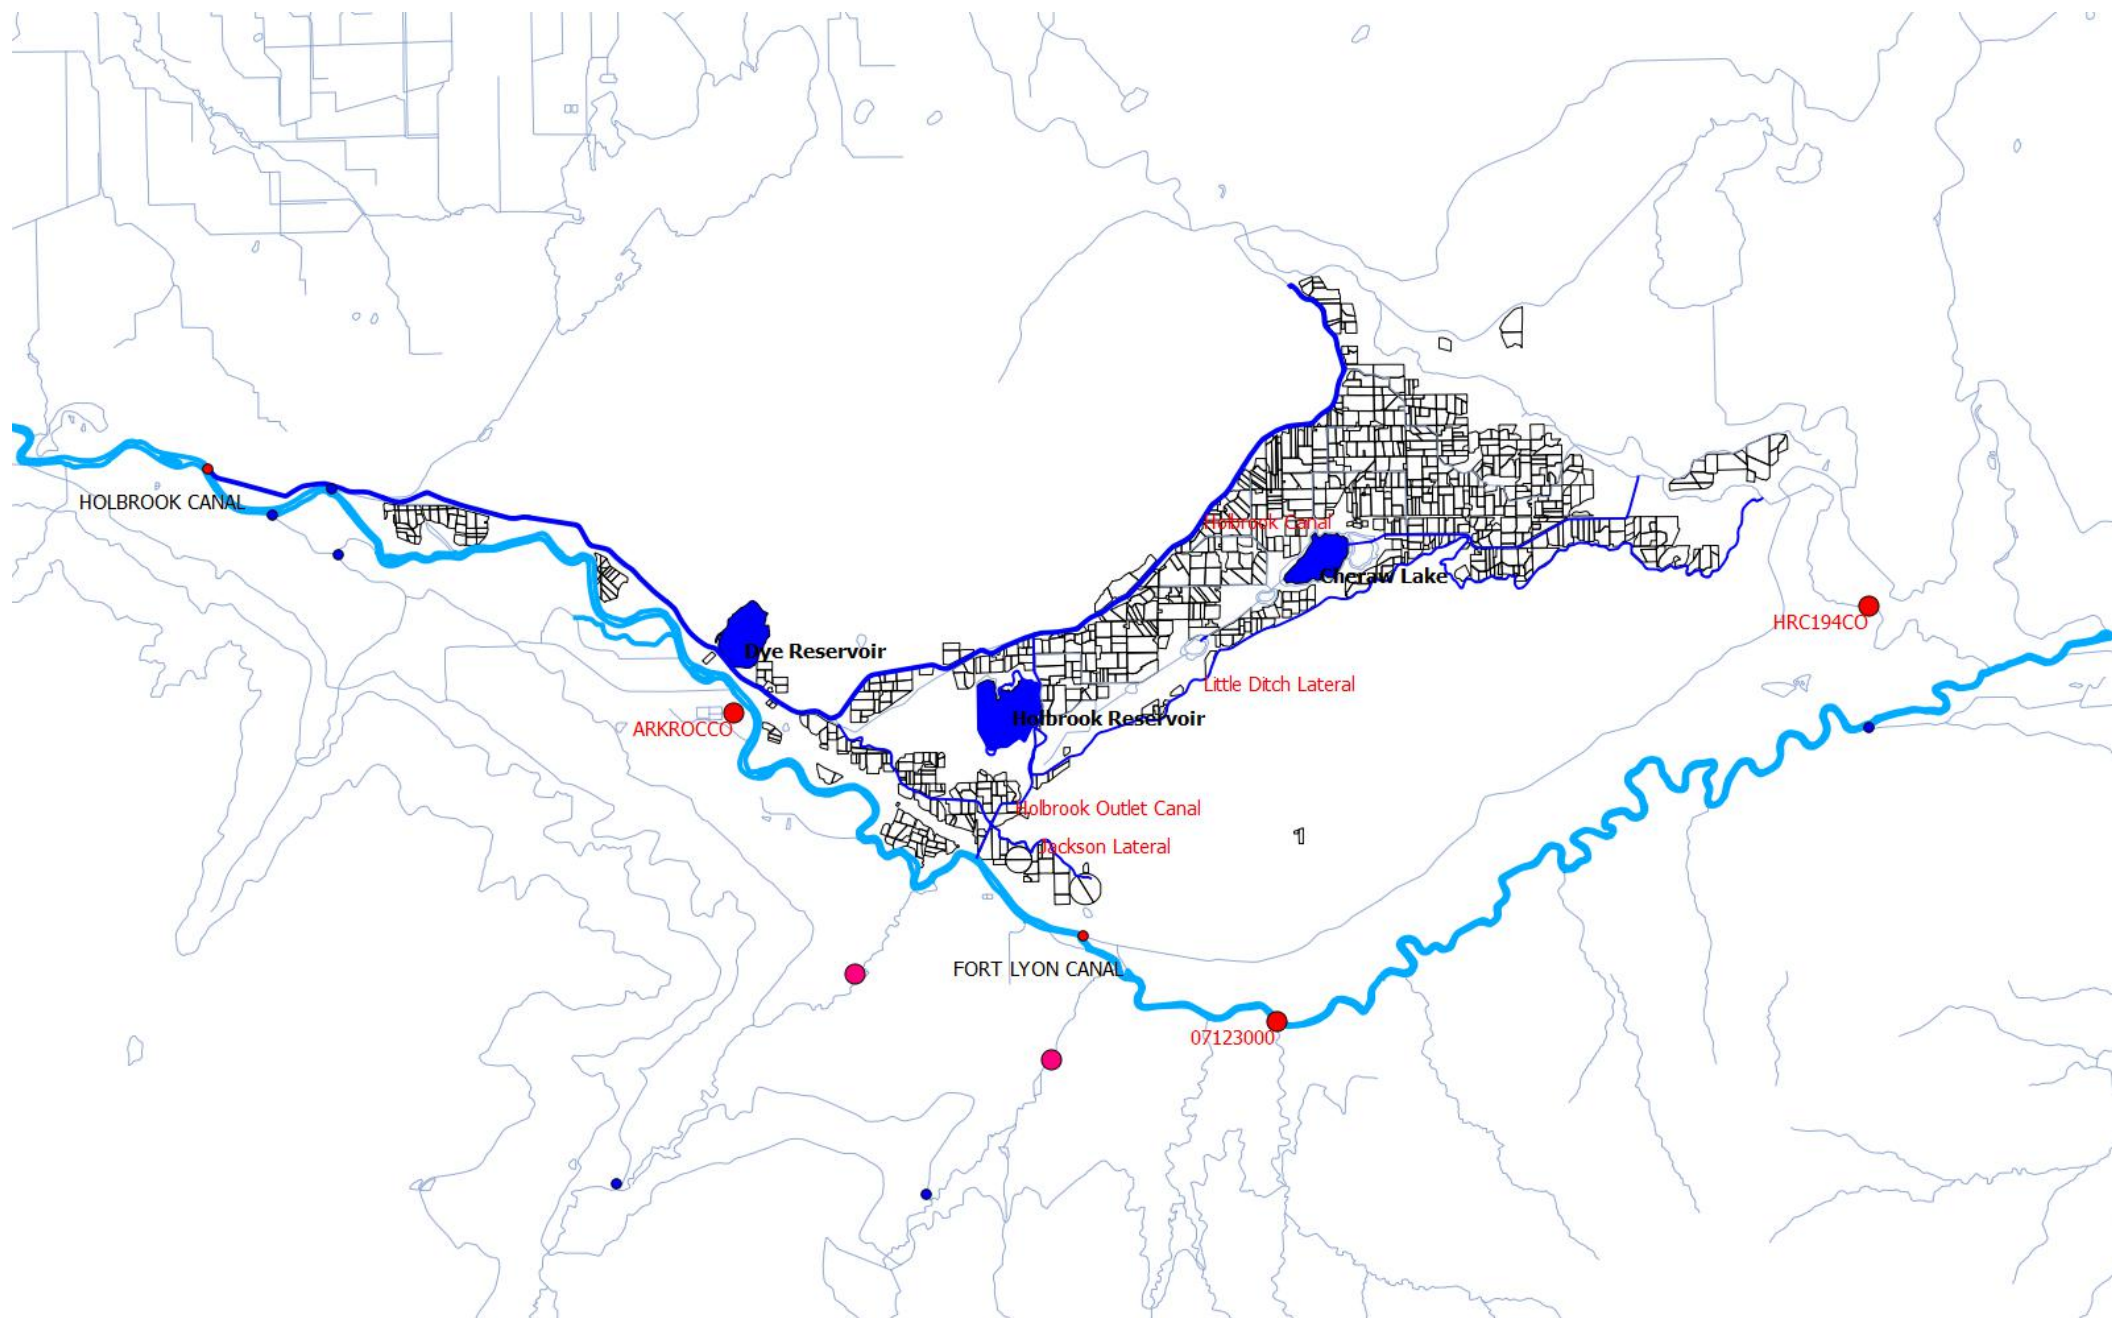 HOLBROOK CANAL
Holbrook Canal
Cheraw Lake
HRC194CO
Dye Reservoir
Little Ditch Lateral
Holbrook Reservoir
ARKROCCO
Holbrook Outlet Canal
Jackson Lateral
FORT LYON CANAL
07123000